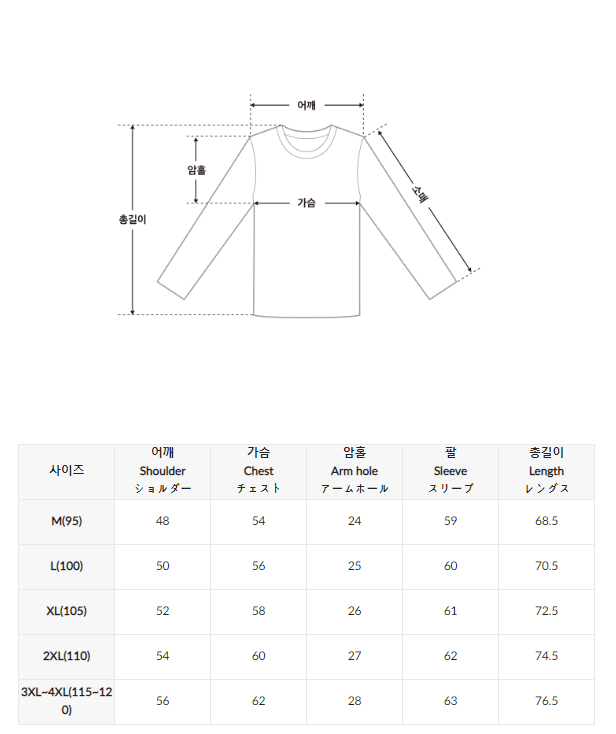 어깨
암홀
소매
가슴
총길이
사이즈
어깨
Shoulder
ショルダー
가슴
Chest
チェスト
암홀
Arm hole
アームホール
팔
Sleeve
スリーブ
총길이
Length
レングス
M(95) 48 54 24 59 68.5
L(100) 50 56 25 60 70.5
XL(105) 52 58 26 61 72.5
2XL(110) 54 60 27 62 74.5
3XL~4XL(115~12
0) 56 62 28 63 76.5